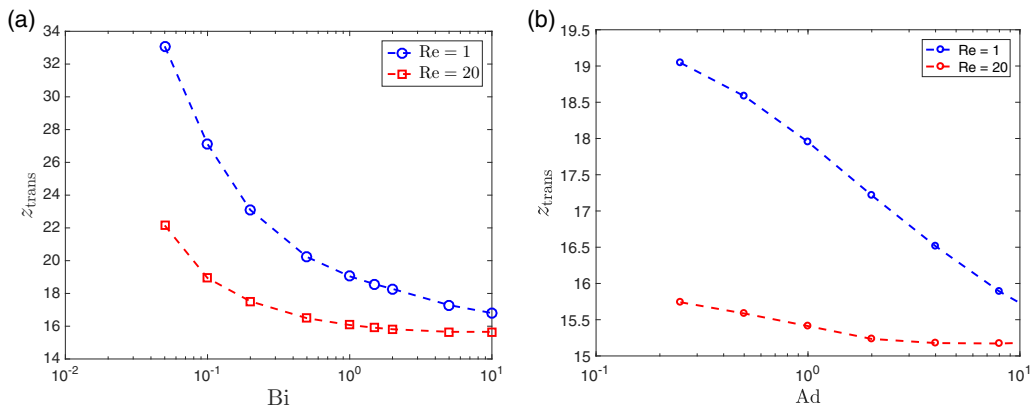 (a)
34
32
30
28
26
24
22
20
18
16
14
z_trans
10^-2
10^-1
10^0
10^1
Bi
Re = 1
Re = 20
(b)
19.5
19
18.5
18
17.5
17
16.5
16
15.5
15
z_trans
10^-1
10^0
10^1
Ad
Re = 1
Re = 20